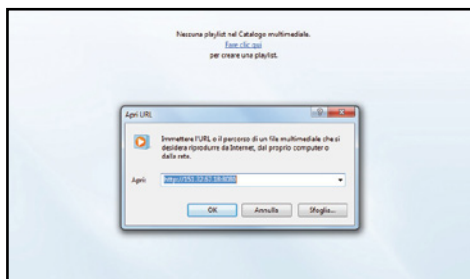 Nessuna playlist nel Catalogo multimediale.
Fare clic qui
per creare una playlist.
Apri URL
Immettere l'URL o il percorso di un file multimediale che si
desidera riprodurre da Internet, dal proprio computer o
dalla rete.
Apri:
OK Annulla Sfoglia...